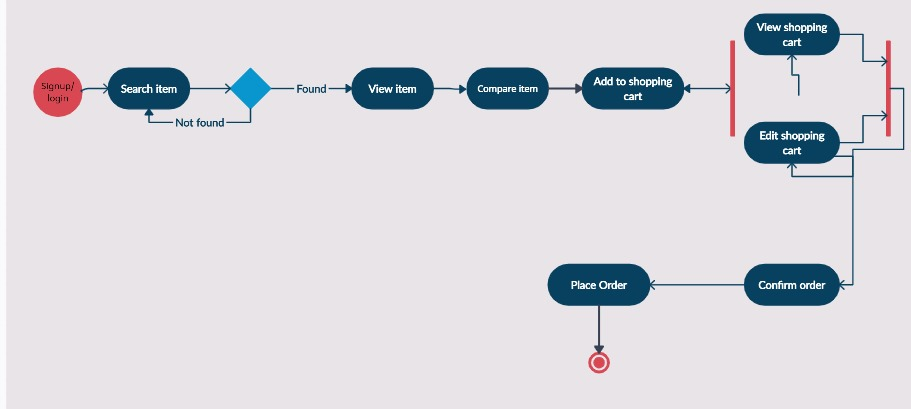 View shopping
cart
Signup/
login
Search item
Found
View item
Compare item
Add to shopping
cart
Not found
Edit shopping
cart
Place Order
Confirm order